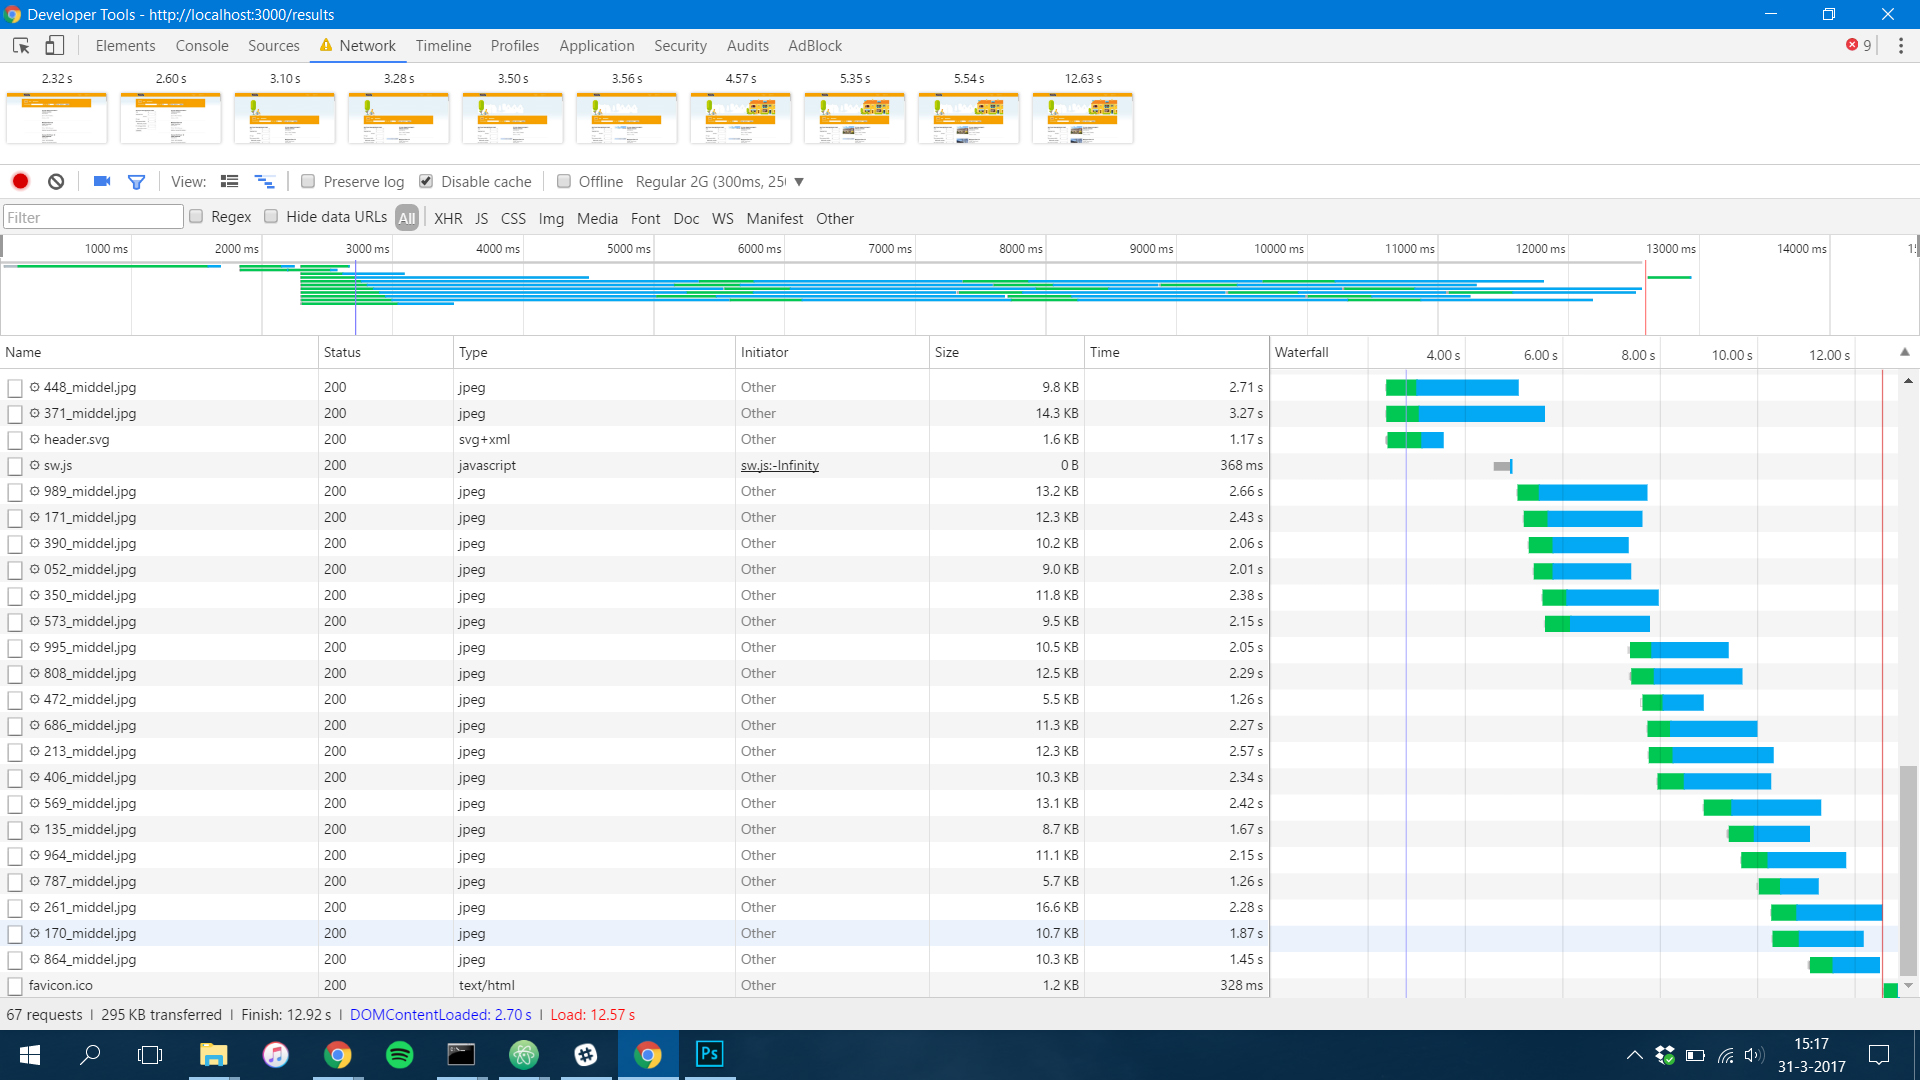 Developer Tools - http://localhost:3000/results
Elements Console Sources Network Timeline Profiles Application Security Audits AdBlock 9
2.32 s 2.60 s 3.10 s 3.28 s 3.50 s 3.56 s 4.57 s 5.35 s 5.54 s 12.63 s
View: Preserve log Disable cache Offline Regular 2G (300ms, 25
Filter Regex Hide data URLs All XHR JS CSS Img Media Font Doc WS Manifest Other
1000 ms 2000 ms 3000 ms 4000 ms 5000 ms 6000 ms 7000 ms 8000 ms 9000 ms 10000 ms 11000 ms 12000 ms 13000 ms 14000 ms
Name Status Type Initiator Size Time Waterfall 4.00 s 6.00 s 8.00 s 10.00 s 12.00 s
448_middel.jpg 200 jpeg Other 9.8 KB 2.71 s
371_middel.jpg 200 jpeg Other 14.3 KB 3.27 s
header.svg 200 svg+xml Other 1.6 KB 1.17 s
sw.js 200 javascript sw.js:-Infinity 0 B 368 ms
989_middel.jpg 200 jpeg Other 13.2 KB 2.66 s
171_middel.jpg 200 jpeg Other 12.3 KB 2.43 s
390_middel.jpg 200 jpeg Other 10.2 KB 2.06 s
052_middel.jpg 200 jpeg Other 9.0 KB 2.01 s
350_middel.jpg 200 jpeg Other 11.8 KB 2.38 s
573_middel.jpg 200 jpeg Other 9.5 KB 2.15 s
995_middel.jpg 200 jpeg Other 10.5 KB 2.05 s
808_middel.jpg 200 jpeg Other 12.5 KB 2.29 s
472_middel.jpg 200 jpeg Other 5.5 KB 1.26 s
686_middel.jpg 200 jpeg Other 11.3 KB 2.27 s
213_middel.jpg 200 jpeg Other 12.3 KB 2.57 s
406_middel.jpg 200 jpeg Other 10.3 KB 2.34 s
569_middel.jpg 200 jpeg Other 13.1 KB 2.42 s
135_middel.jpg 200 jpeg Other 8.7 KB 1.67 s
964_middel.jpg 200 jpeg Other 11.1 KB 2.15 s
787_middel.jpg 200 jpeg Other 5.7 KB 1.26 s
261_middel.jpg 200 jpeg Other 16.6 KB 2.28 s
170_middel.jpg 200 jpeg Other 10.7 KB 1.87 s
864_middel.jpg 200 jpeg Other 10.3 KB 1.45 s
favicon.ico 200 text/html Other 1.2 KB 328 ms
67 requests | 295 KB transferred | Finish: 12.92 s | DOMContentLoaded: 2.70 s | Load: 12.57 s
Ps
15:17
31-3-2017